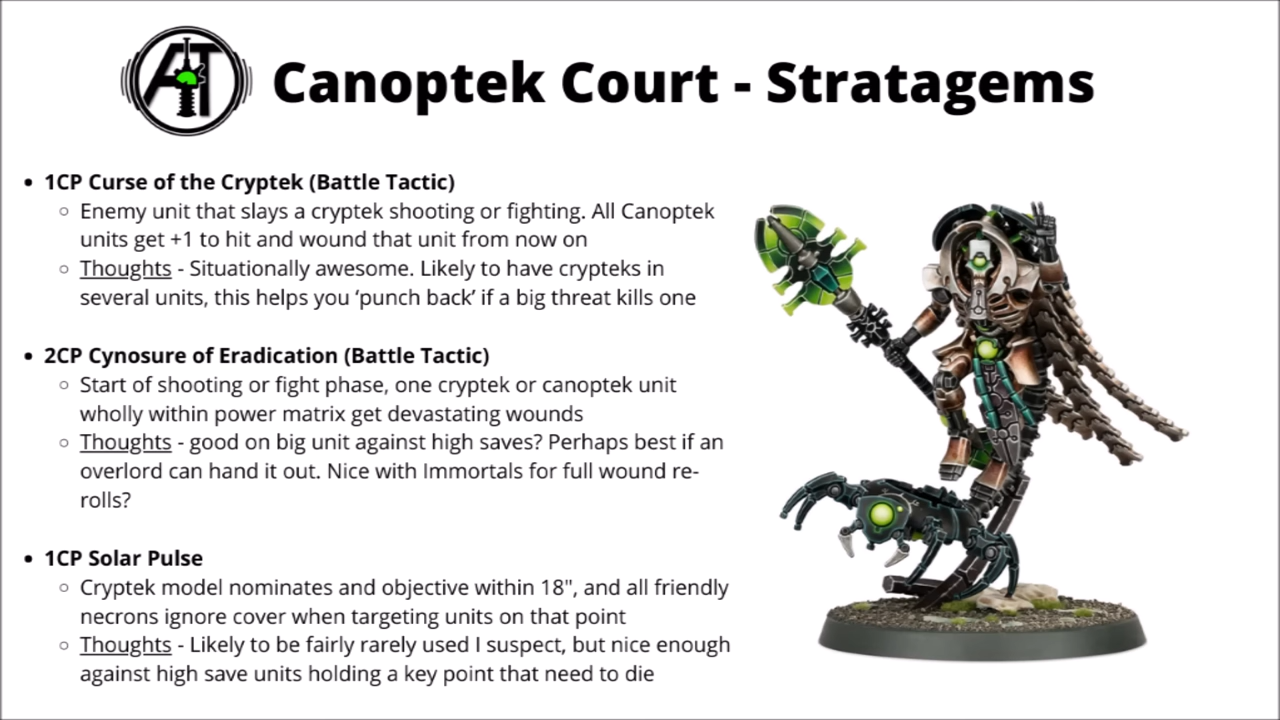 AT
Canoptek Court - Stratagems
• 1CP Curse of the Cryptek (Battle Tactic)
○ Enemy unit that slays a cryptek shooting or fighting. All Canoptek
units get +1 to hit and wound that unit from now on
○ Thoughts - Situationally awesome. Likely to have crypteks in
several units, this helps you ‘punch back’ if a big threat kills one
• 2CP Cynosure of Eradication (Battle Tactic)
○ Start of shooting or fight phase, one cryptek or canoptek unit
wholly within power matrix get devastating wounds
○ Thoughts - good on big unit against high saves? Perhaps best if an
overlord can hand it out. Nice with Immortals for full wound re-
rolls?
• 1CP Solar Pulse
○ Cryptek model nominates and objective within 18", and all friendly
necrons ignore cover when targeting units on that point
○ Thoughts - Likely to be fairly rarely used I suspect, but nice enough
against high save units holding a key point that need to die